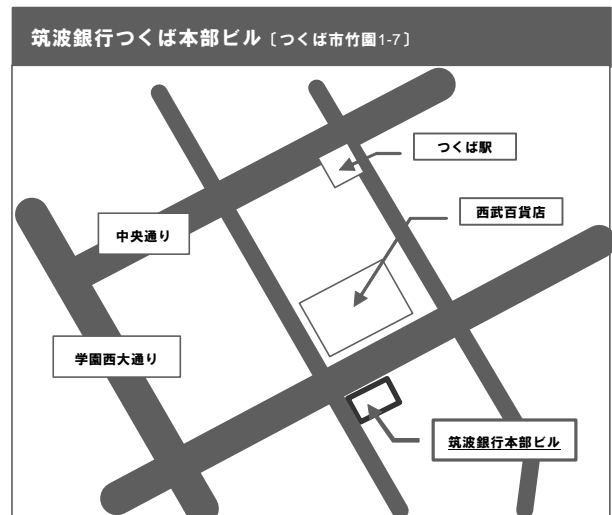 筑波銀行つくば本部ビル〔つくば市竹園1-7〕
つくば駅
西武百貨店
中央通り
学園西大通り
筑波銀行本部ビル